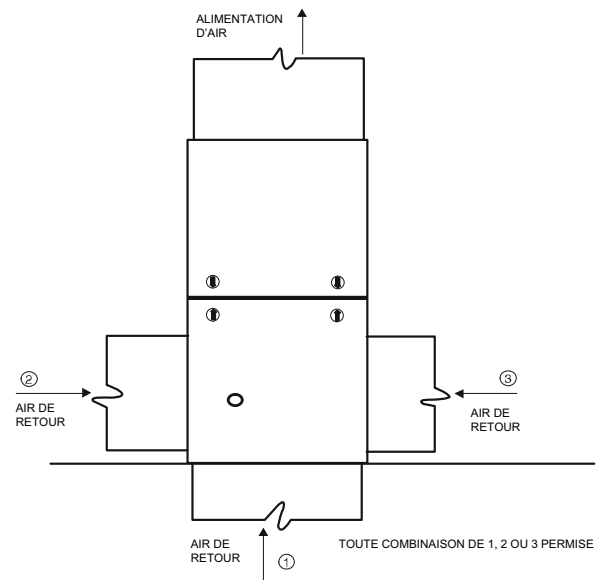 ALIMENTATION
D'AIR
②
AIR DE
RETOUR
③
AIR DE
RETOUR
AIR DE
RETOUR
①
TOUTE COMBINAISON DE 1, 2 OU 3 PERMISE